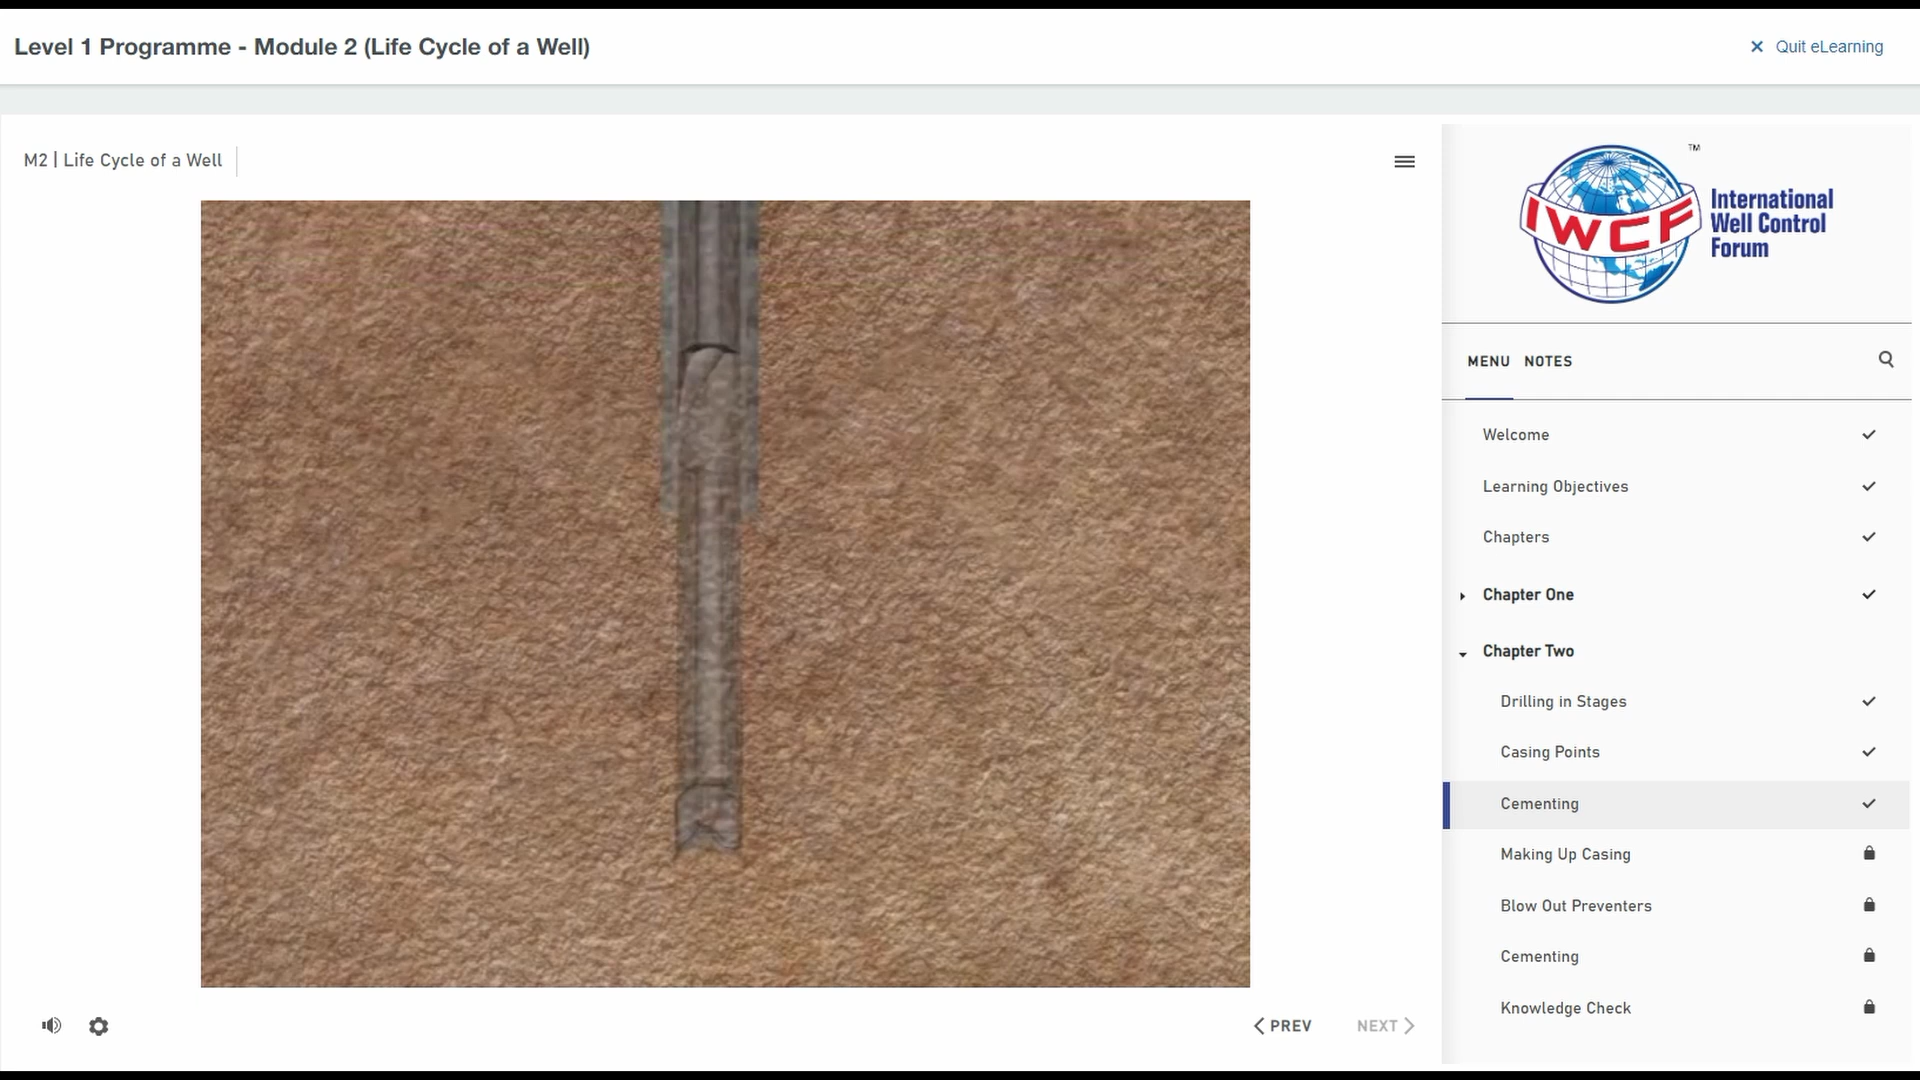 Level 1 Programme - Module 2 (Life Cycle of a Well)
Quit eLearning
M2 | Life Cycle of a Well
TM
IWCF
International
Well Control
Forum
MENU NOTES
Welcome
Learning Objectives
Chapters
Chapter One
Chapter Two
Drilling in Stages
Casing Points
Cementing
Making Up Casing
Blow Out Preventers
Cementing
Knowledge Check
PREV NEXT